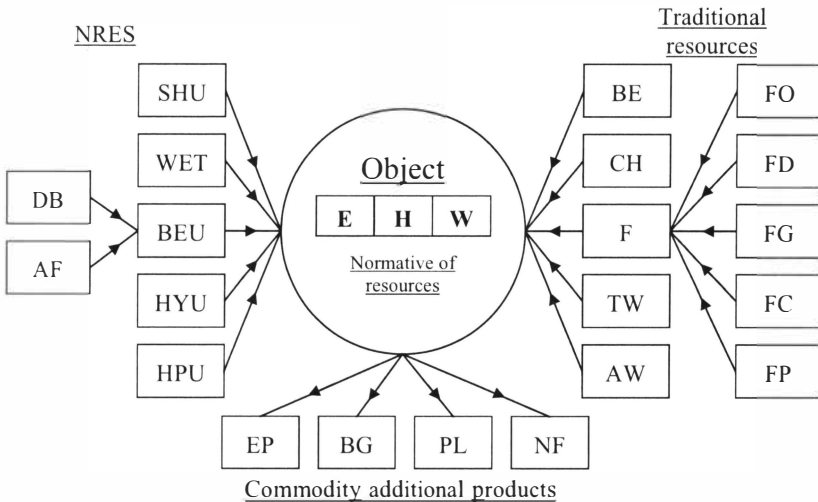 NRES
Traditional
resources
SHU
BE
FO
WET
CH
FD
DB
Object
E H W
BEU
F
FG
AF
Normative of
resources
HYU
TW
FC
HPU
AW
FP
EP
BG
PL
NF
Commodity additional products